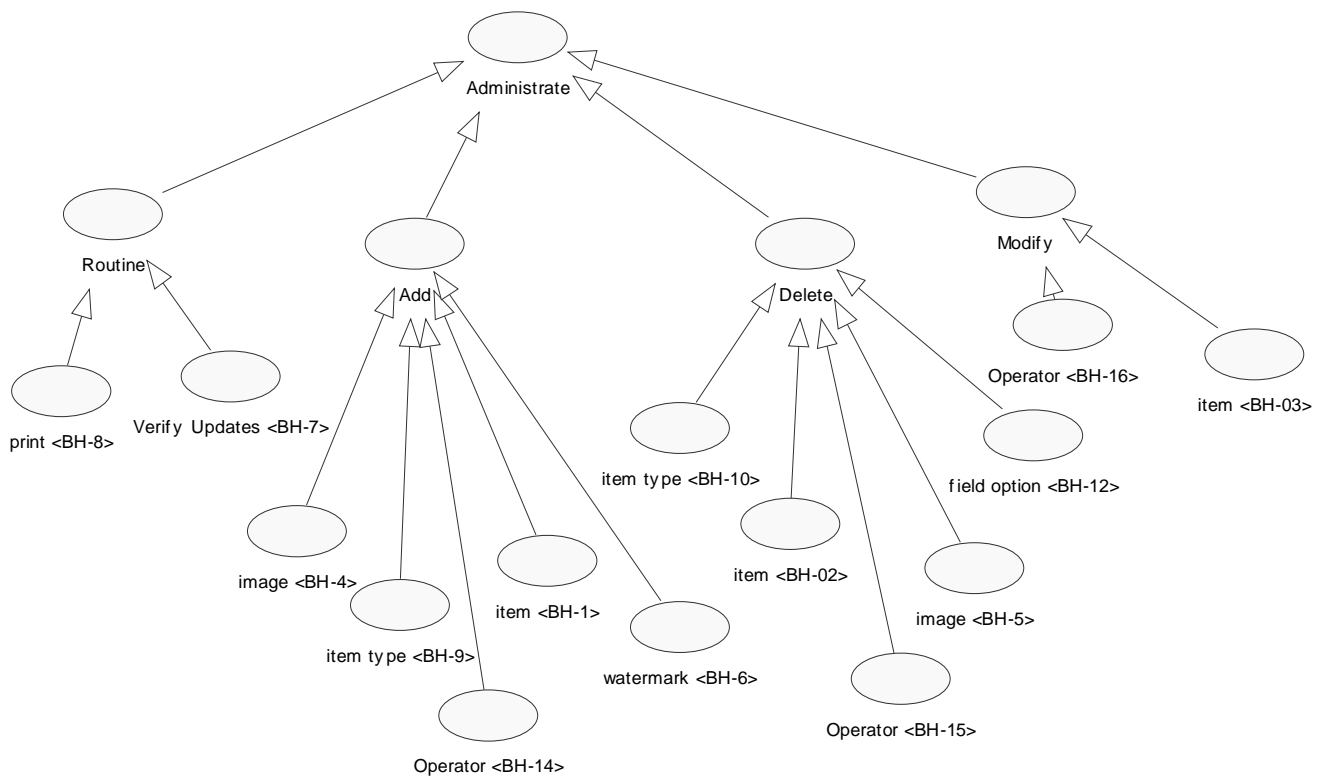 Administrate
Modify
Routine
Add
Delete
Operator <BH-16>
item <BH-03>
print <BH-8>
Verify Updates <BH-7>
item type <BH-10>
field option <BH-12>
image <BH-4>
item <BH-1>
item <BH-02>
image <BH-5>
item type <BH-9>
watermark <BH-6>
Operator <BH-15>
Operator <BH-14>